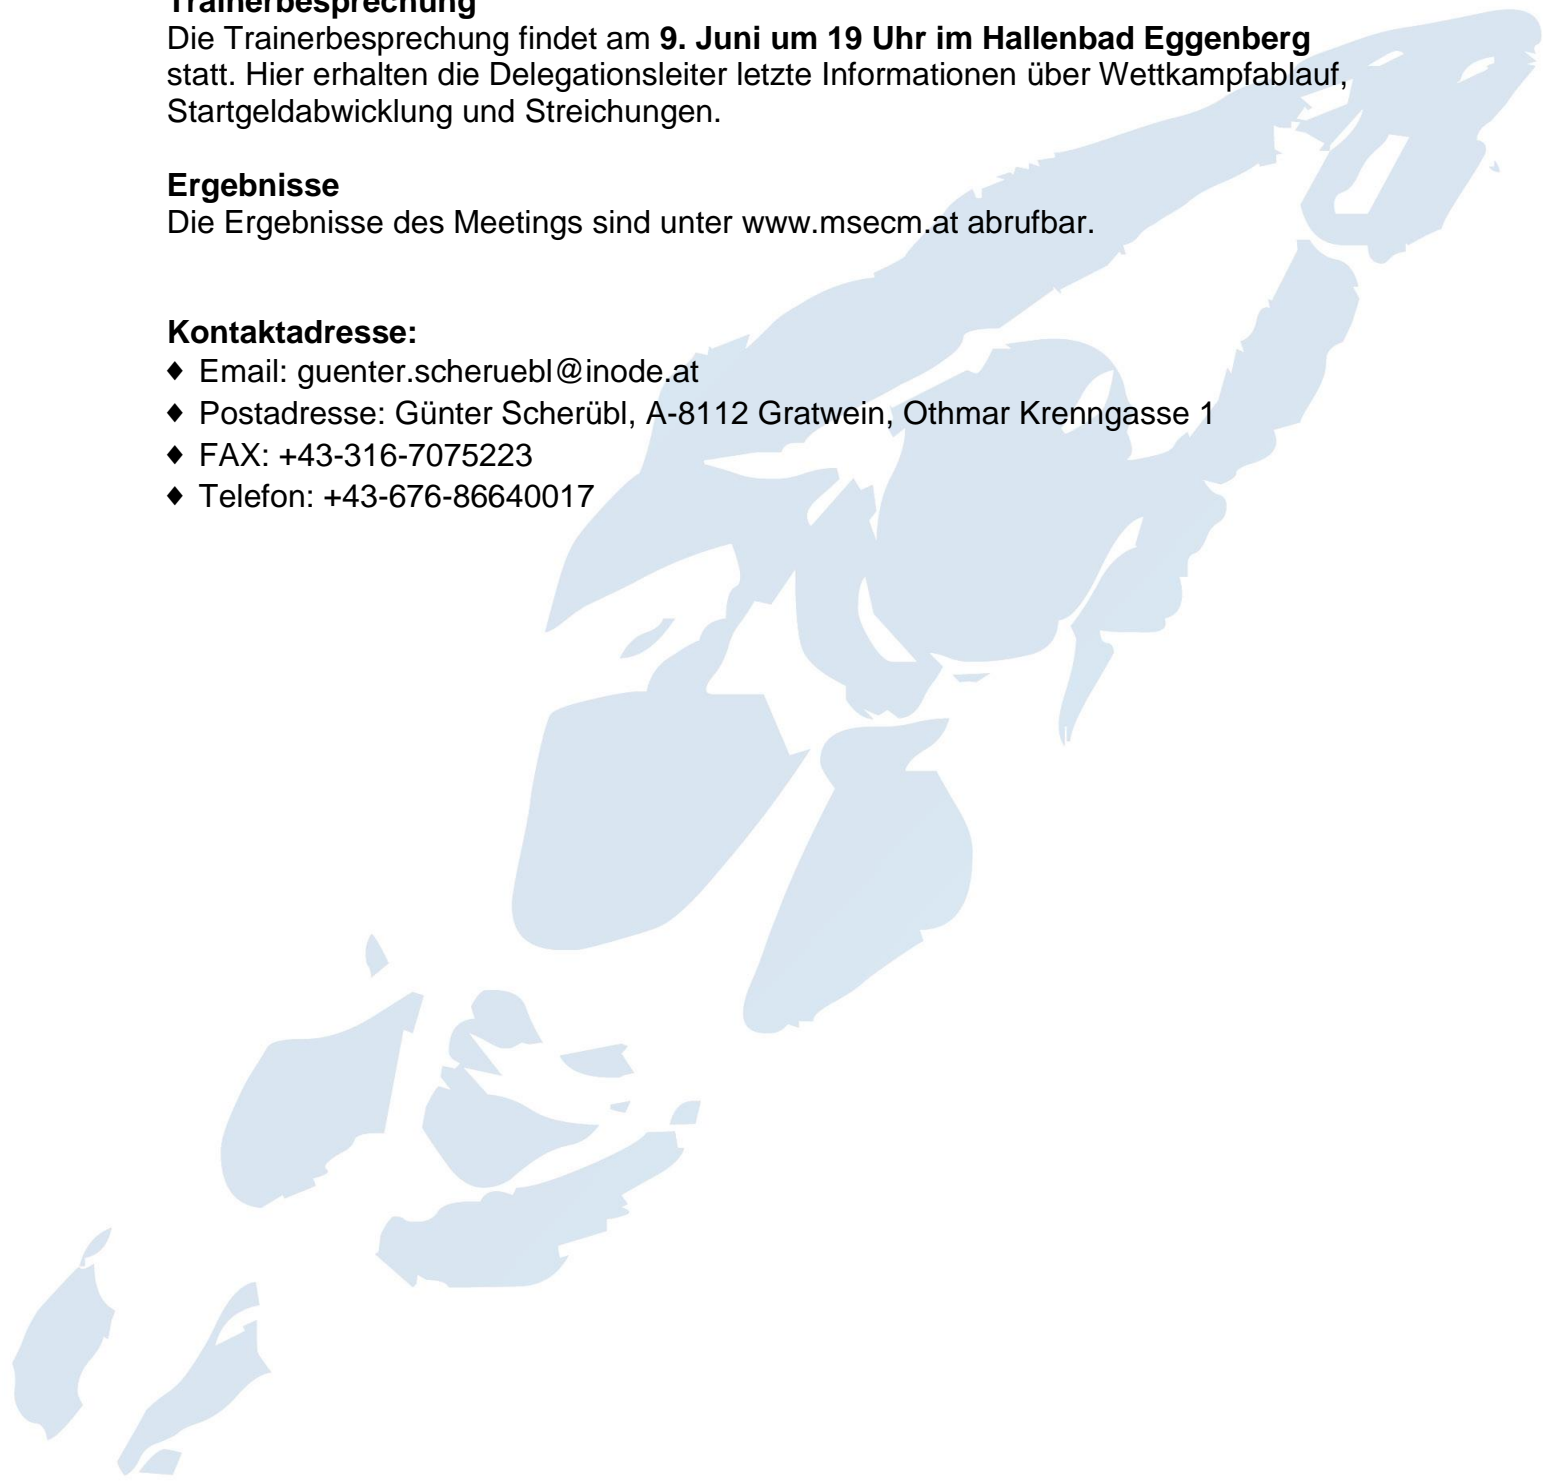 Trainerbesprechung
Die Trainerbesprechung findet am 9. Juni um 19 Uhr im Hallenbad Eggenberg
statt. Hier erhalten die Delegationsleiter letzte Informationen über Wettkampfablauf,
Startgeldabwicklung und Streichungen.
Ergebnisse
Die Ergebnisse des Meetings sind unter www.msecm.at abrufbar.
Kontaktadresse:
♦ Email: guenter.scheruebl@inode.at
♦ Postadresse: Günter Scherübl, A-8112 Gratwein, Othmar Krenngasse 1
♦ FAX: +43-316-7075223
♦ Telefon: +43-676-86640017